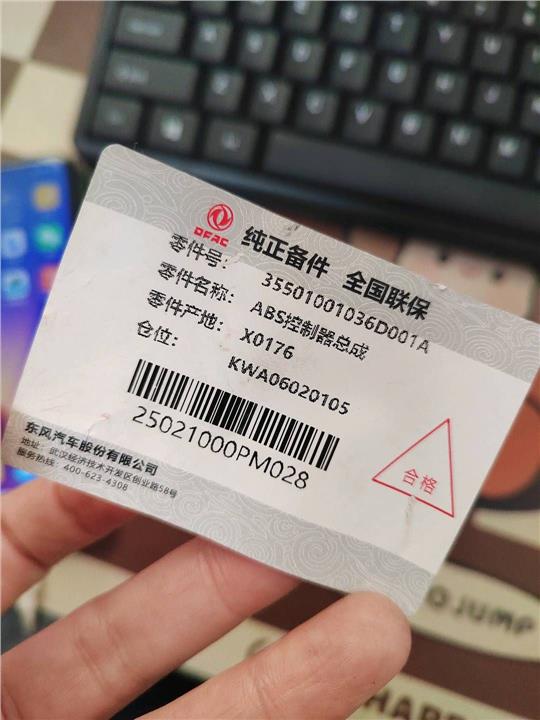 DFAC
纯正备件 全国联保
零件号: 35501001036D001A
零件名称: ABS控制器总成
零件产地: X0176
仓位: KWA06020105
25021000PM028
东风汽车股份有限公司
地址: 武汉经济技术开发区创业路58号
服务热线: 400-623-4308
合格
OJUMP
HAPP